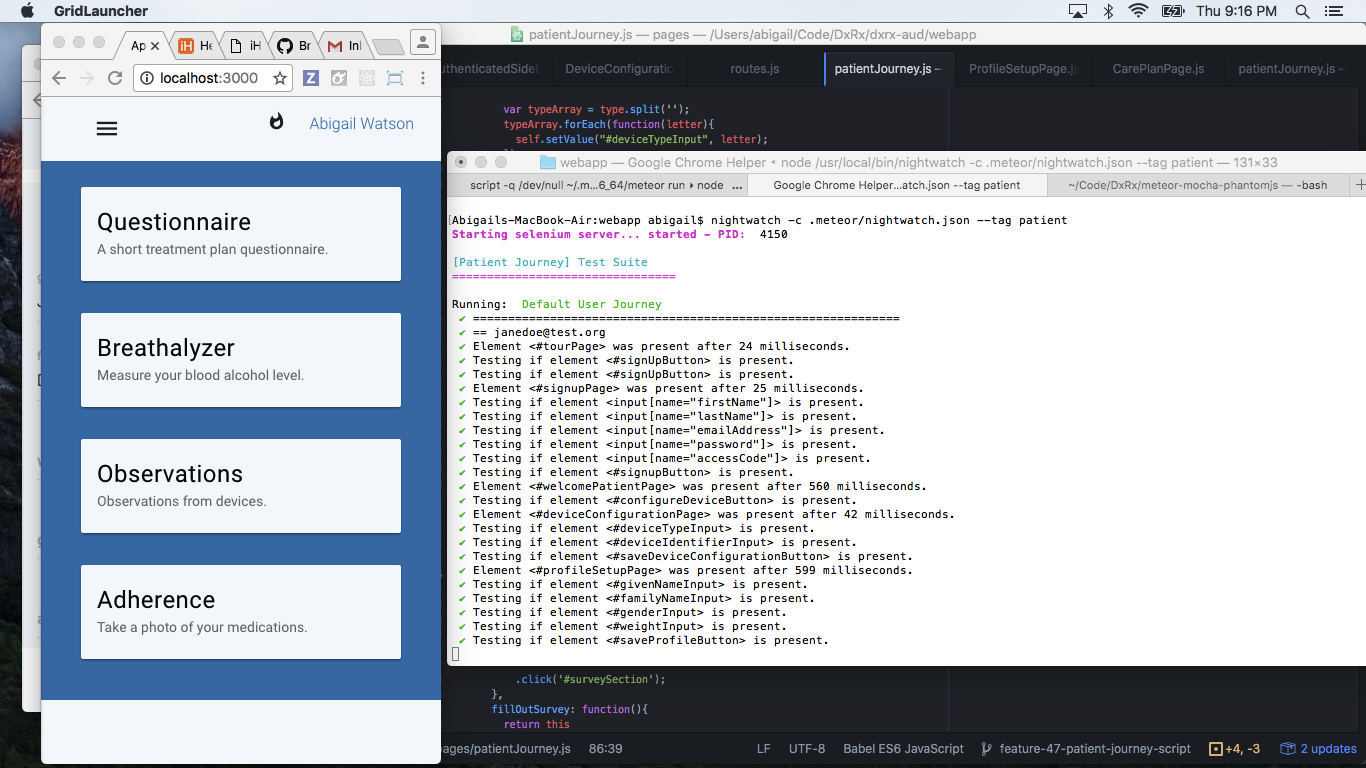 GridLauncher
Thu 9:16 PM
patientJourney.js — pages — /Users/abigail/Code/DxRx/dxrx-aud/webapp
Ap
He
iH
Br
localhost:3000
routes.js
patientJourney.js
ProfileSetupPage.js
CarePlanPage.js
patientJourney.js
Abigail Watson
Questionnaire
A short treatment plan questionnaire.
Breathalyzer
Measure your blood alcohol level.
Observations
Observations from devices.
Adherence
Take a photo of your medications.
var typeArray = type.split('');
typeArray.forEach(function(letter){
self.setValue("#deviceTypeInput", letter);
webapp — Google Chrome Helper • node /usr/local/bin/nightwatch -c .meteor/nightwatch.json --tag patient — 131×33
script -q /dev/null ~/.m...6_64/meteor run ▸ node ...
Google Chrome Helper...atch.json --tag patient
~/Code/DxRx/meteor-mocha-phantomjs — -bash
[Abigails-MacBook-Air:webapp abigail$ nightwatch -c .meteor/nightwatch.json --tag patient
Starting selenium server... started - PID:  4150
[Patient Journey] Test Suite
================================
Running:  Default User Journey
✔ =============================================================
✔ == janedoe@test.org
✔ Element <#tourPage> was present after 24 milliseconds.
✔ Testing if element <#signUpButton> is present.
✔ Testing if element <#signUpButton> is present.
✔ Element <#signupPage> was present after 25 milliseconds.
✔ Testing if element <input[name="firstName"]> is present.
✔ Testing if element <input[name="lastName"]> is present.
✔ Testing if element <input[name="emailAddress"]> is present.
✔ Testing if element <input[name="password"]> is present.
✔ Testing if element <input[name="accessCode"]> is present.
✔ Testing if element <#signupButton> is present.
✔ Element <#welcomePatientPage> was present after 560 milliseconds.
✔ Testing if element <#configureDeviceButton> is present.
✔ Element <#deviceConfigurationPage> was present after 42 milliseconds.
✔ Testing if element <#deviceTypeInput> is present.
✔ Testing if element <#deviceIdentifierInput> is present.
✔ Testing if element <#saveDeviceConfigurationButton> is present.
✔ Element <#profileSetupPage> was present after 599 milliseconds.
✔ Testing if element <#givenNameInput> is present.
✔ Testing if element <#familyNameInput> is present.
✔ Testing if element <#genderInput> is present.
✔ Testing if element <#weightInput> is present.
✔ Testing if element <#saveProfileButton> is present.
.click('#surveySection');
},
fillOutSurvey: function(){
return this
ages/patientJourney.js
86:39
LF
UTF-8
Babel ES6 JavaScript
feature-47-patient-journey-script
+4, -3
2 updates